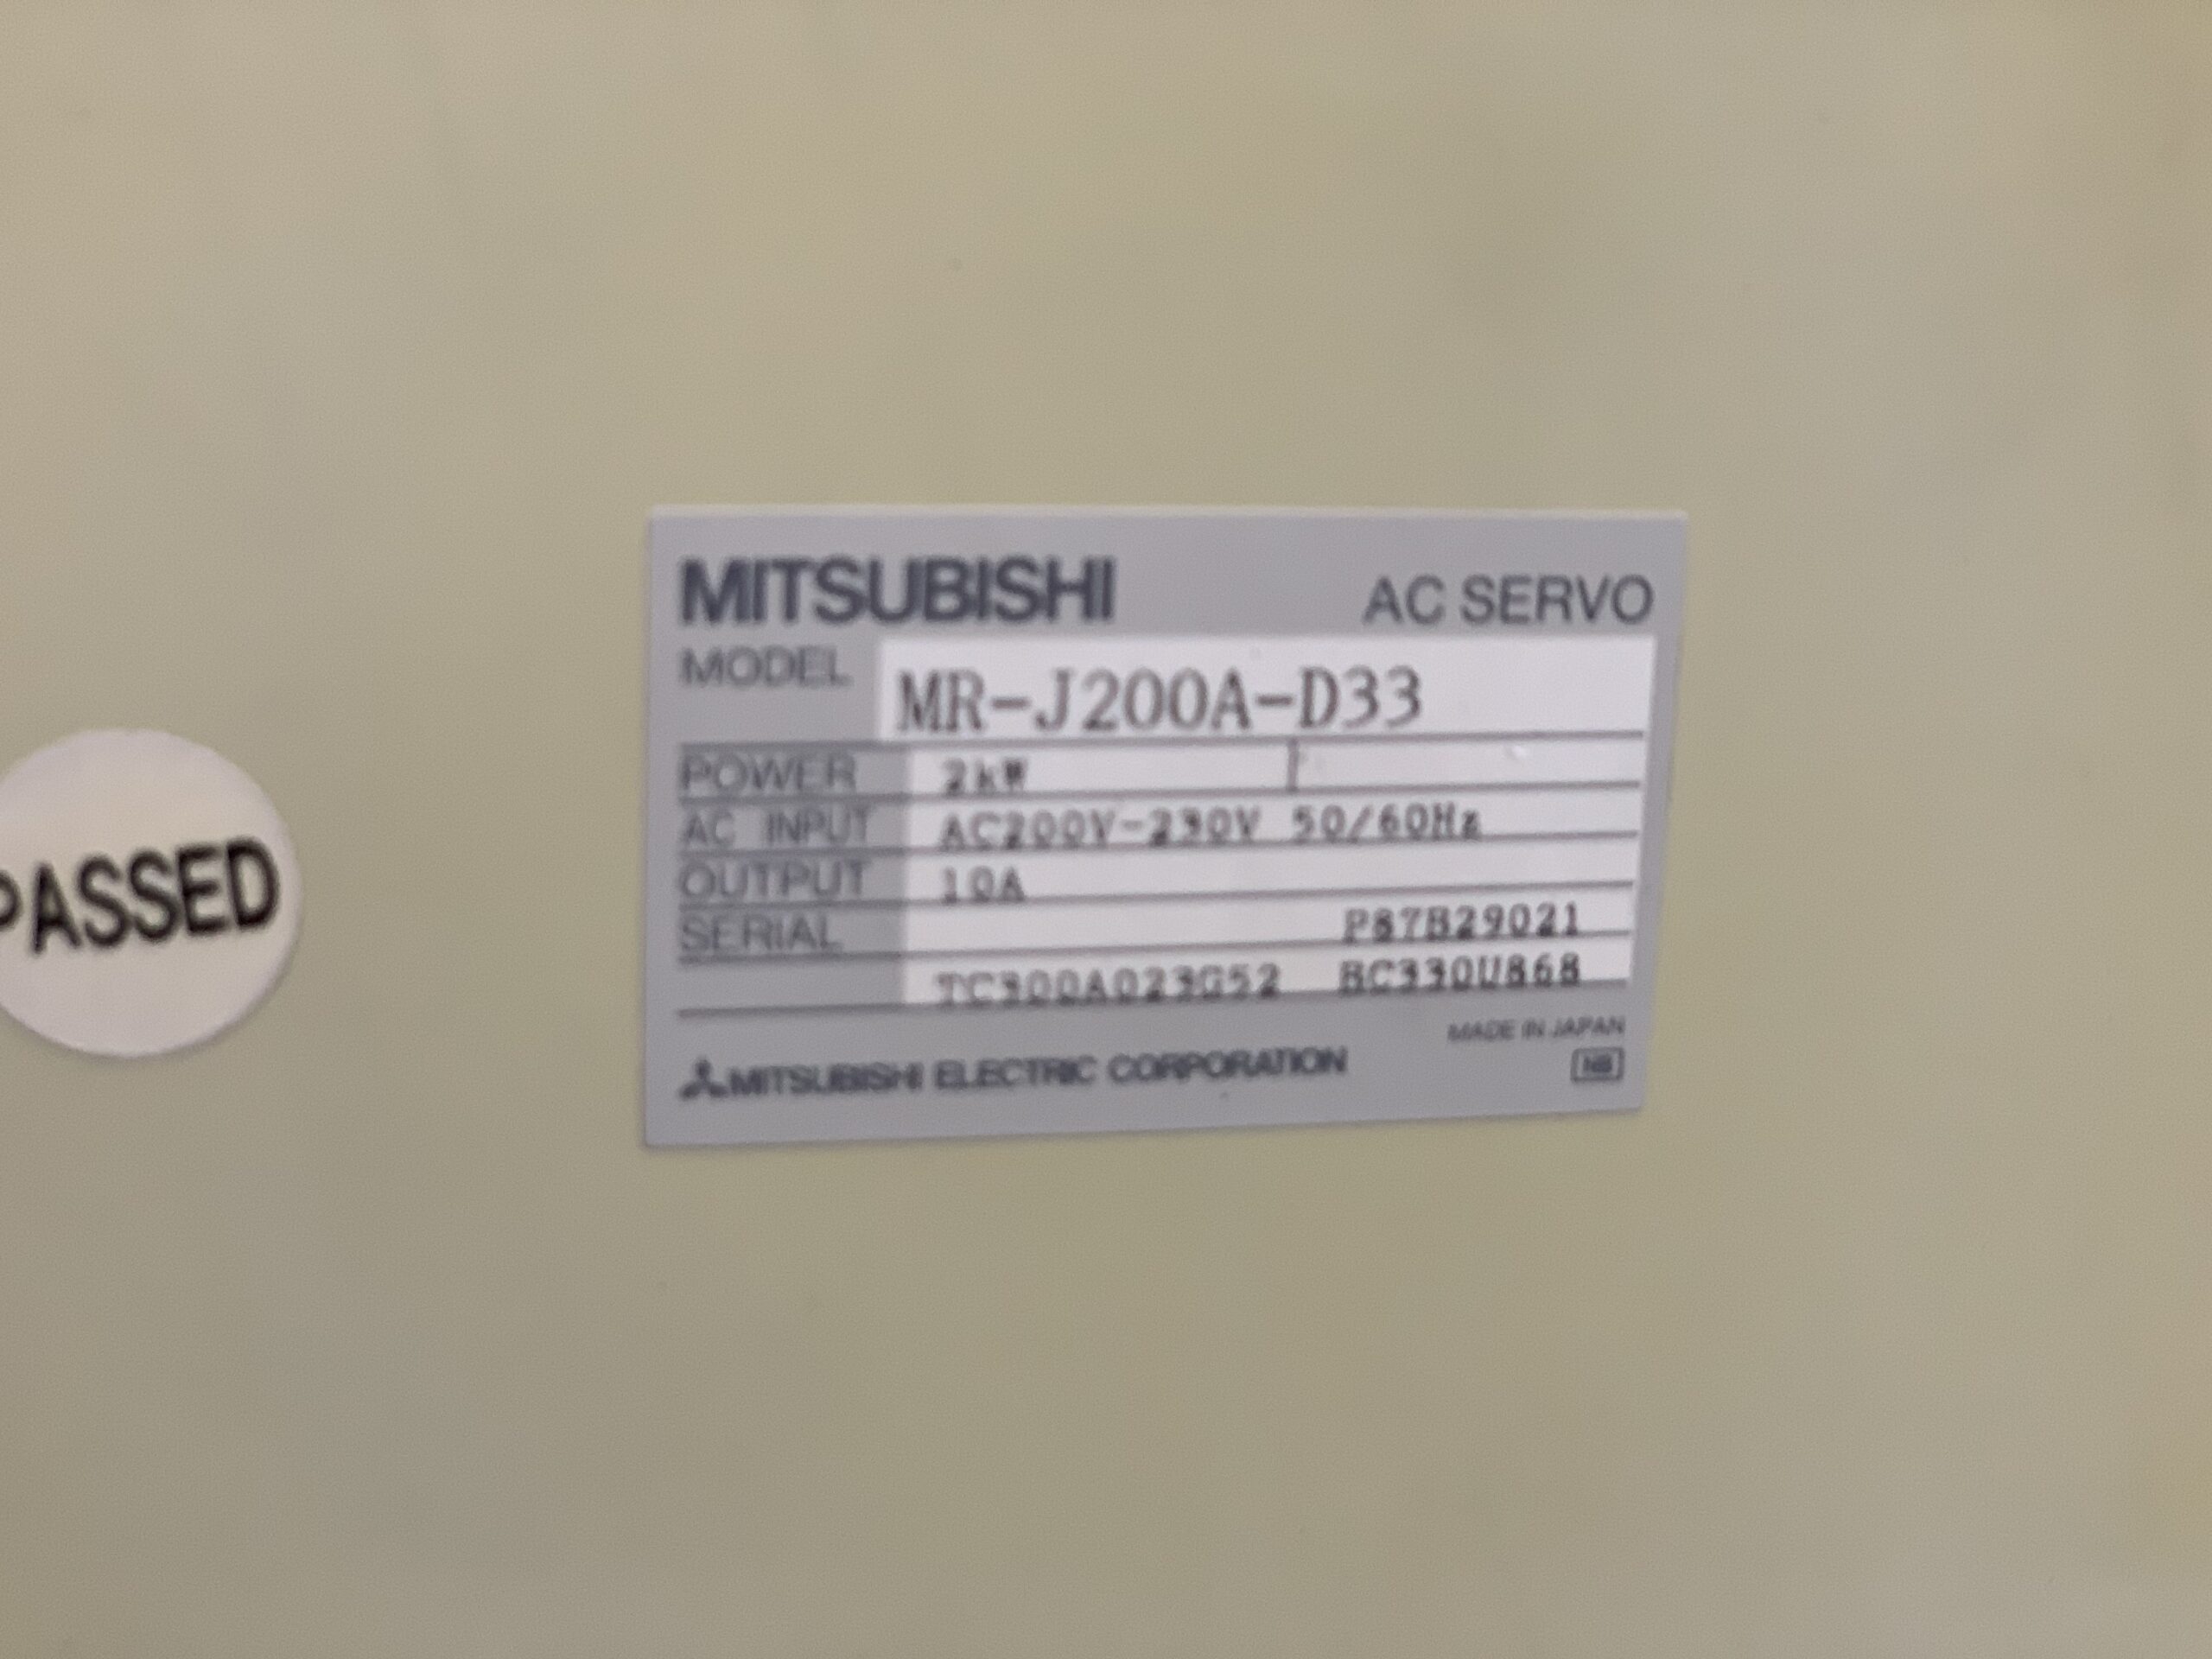 MITSUBISHI AC SERVO
MODEL MR-J200A-D33
POWER 2kW
AC INPUT AC200V-230V 50/60Hz
OUTPUT 10A
SERIAL P87B29021
TC300A023G52 BC330U868
MADE IN JAPAN
MITSUBISHI ELECTRIC CORPORATION
PASSED